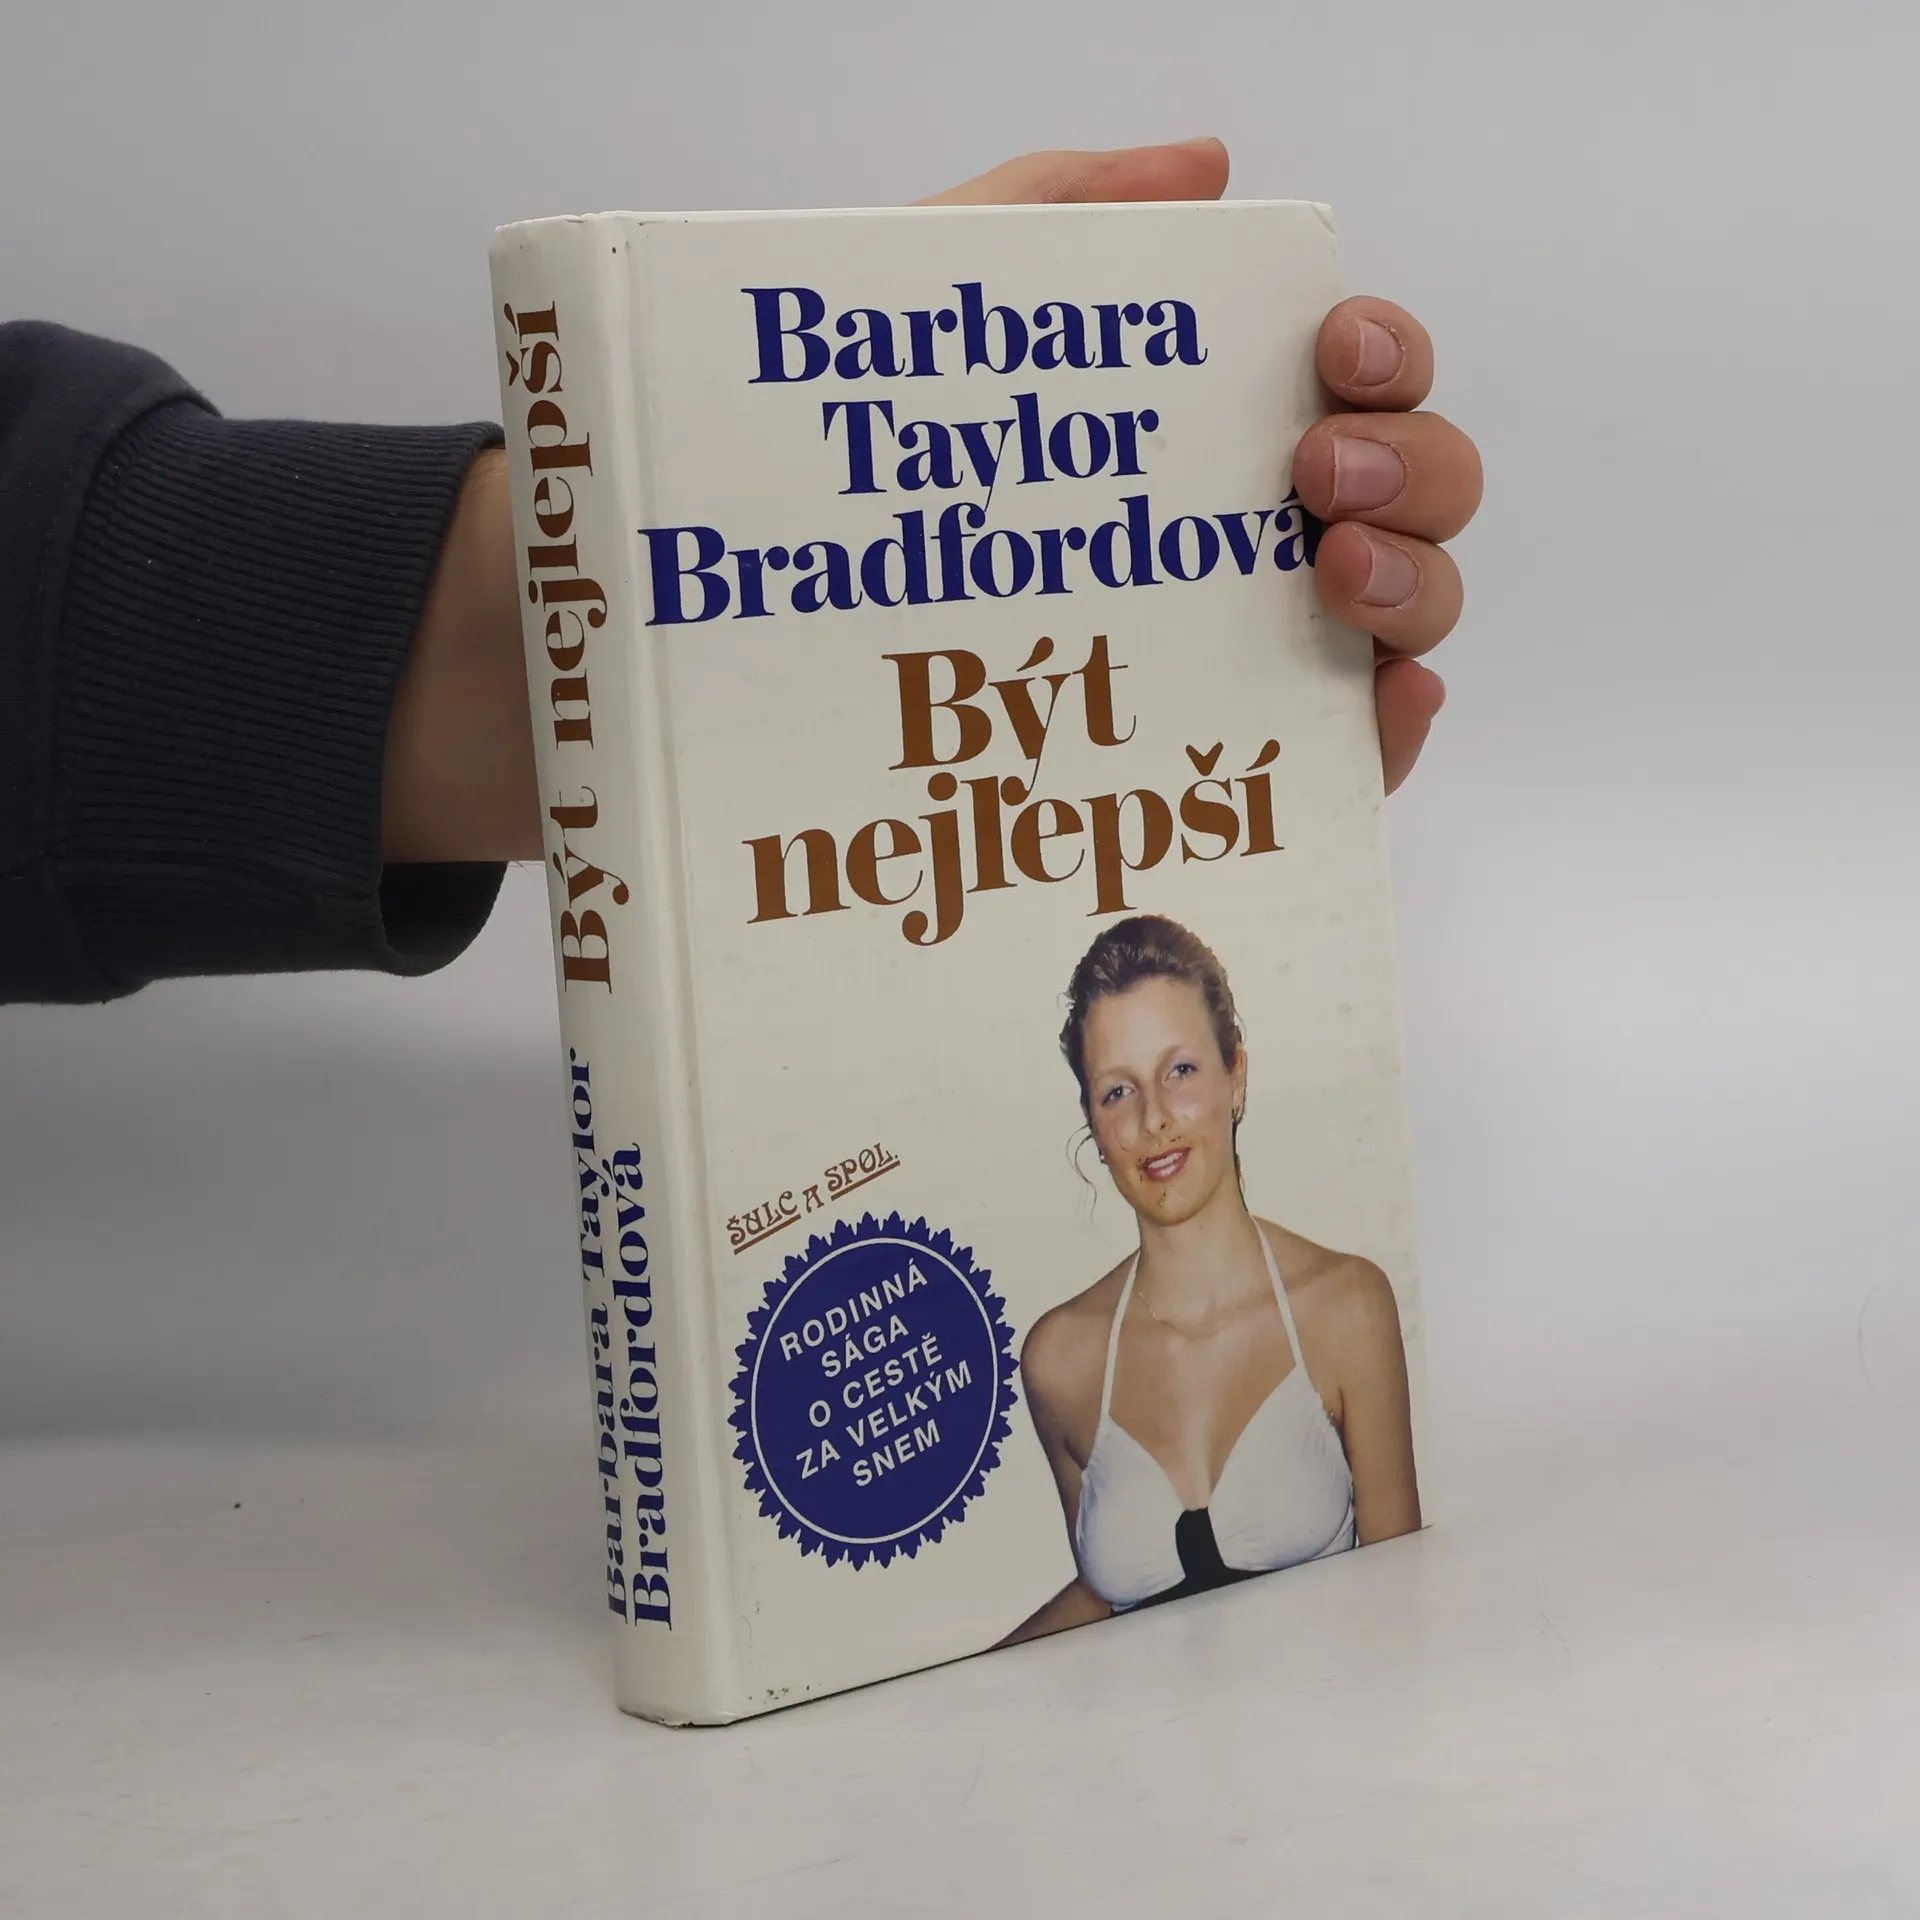 Barbara
Taylor
Bradfordová
Být
nejlepší
ŠULC A SPOL.
RODINNÁ
SÁGA
O CESTĚ
ZA VELKÝM
SNEM
Barbara Taylor
Bradfordová
Být nejlepší